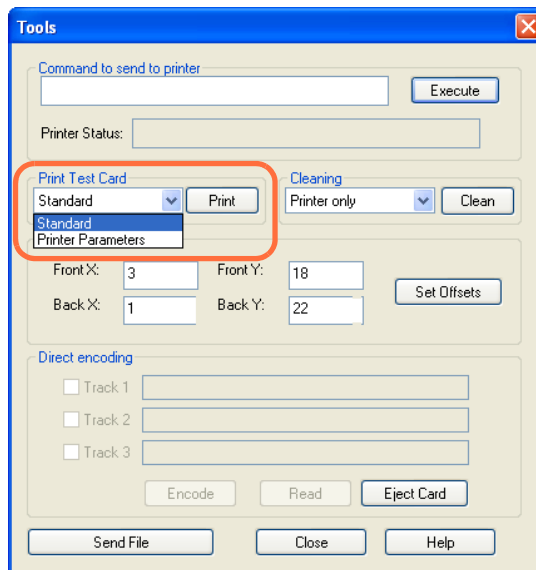 Tools
Command to send to printer
Execute
Printer Status:
Print Test Card
Standard
Print
Standard
Printer Parameters
Cleaning
Printer only
Clean
Front X: 3 Front Y: 18
Back X: 1 Back Y: 22
Set Offsets
Direct encoding
Track 1
Track 2
Track 3
Encode Read Eject Card
Send File Close Help